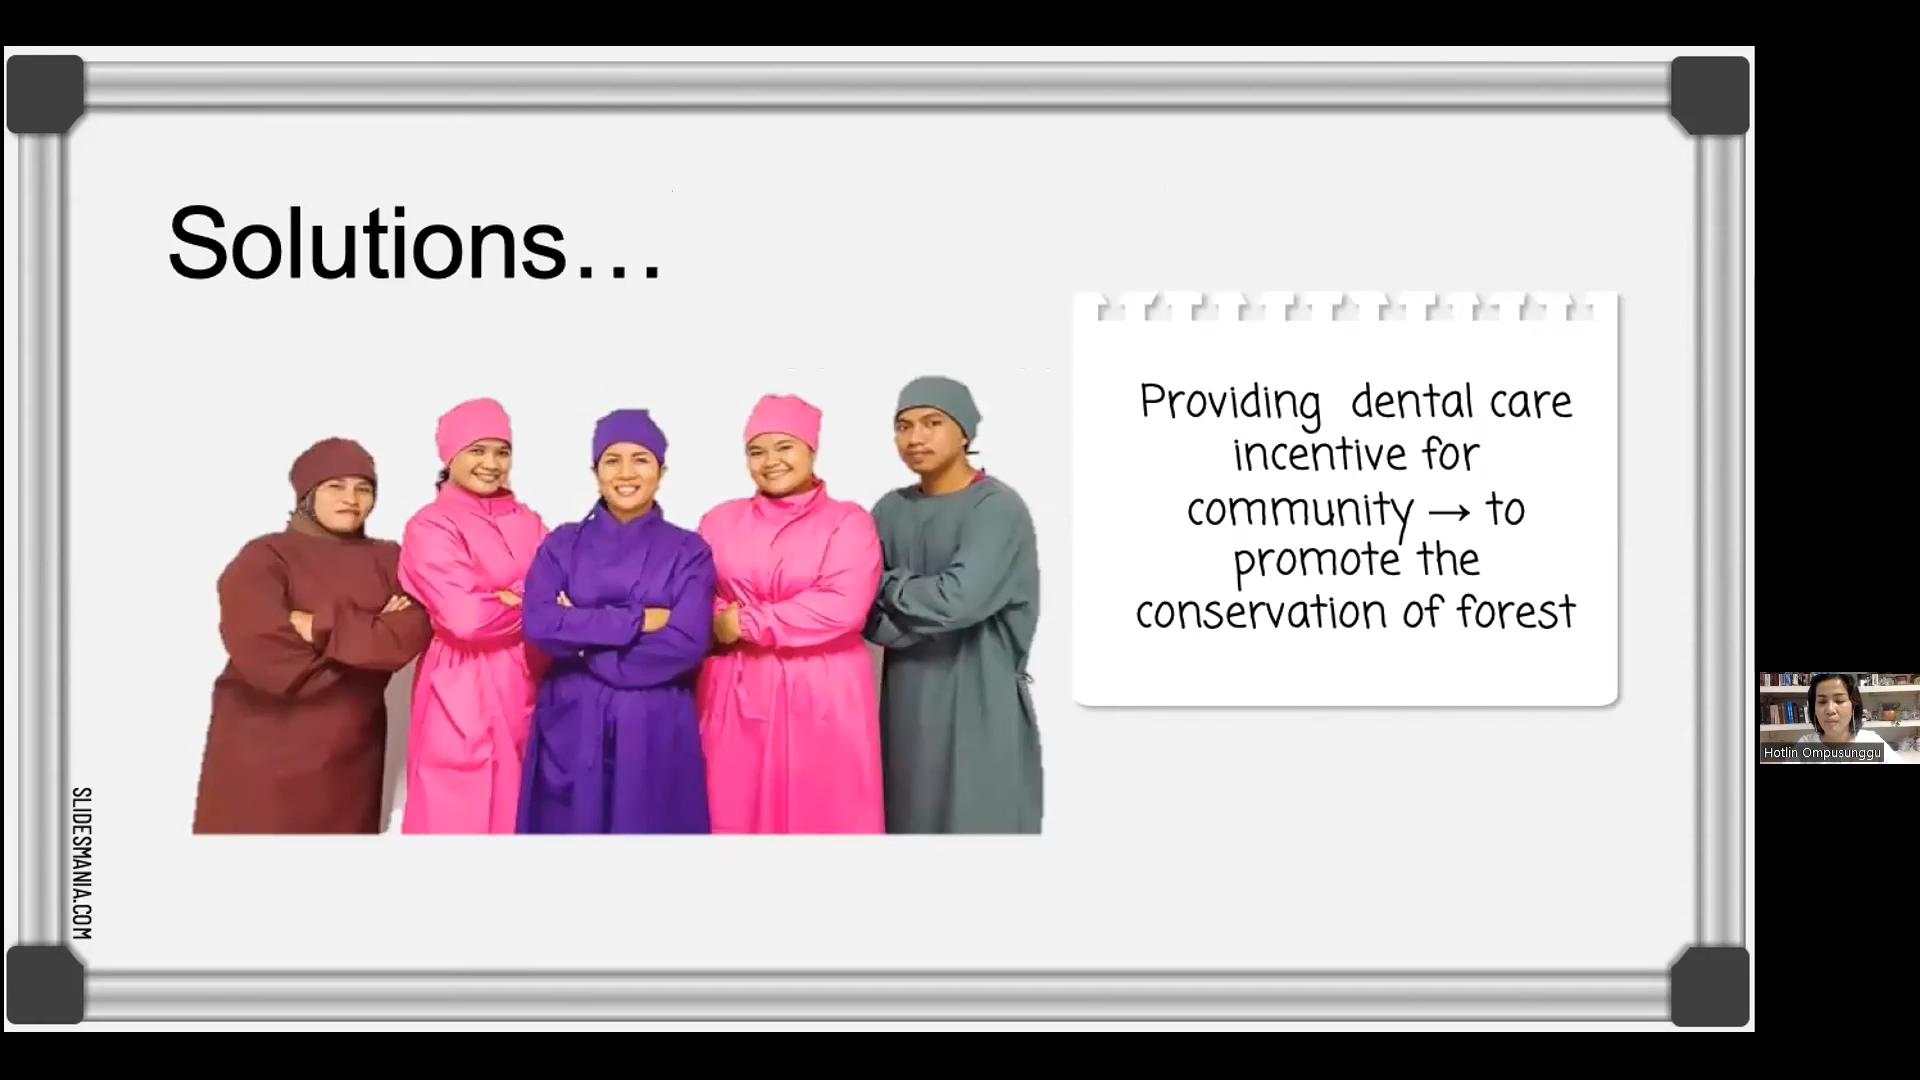 Solutions...
Providing dental care
incentive for
community → to
promote the
conservation of forest
SLIDESMANIA.COM
Hotlin Ompusunggu